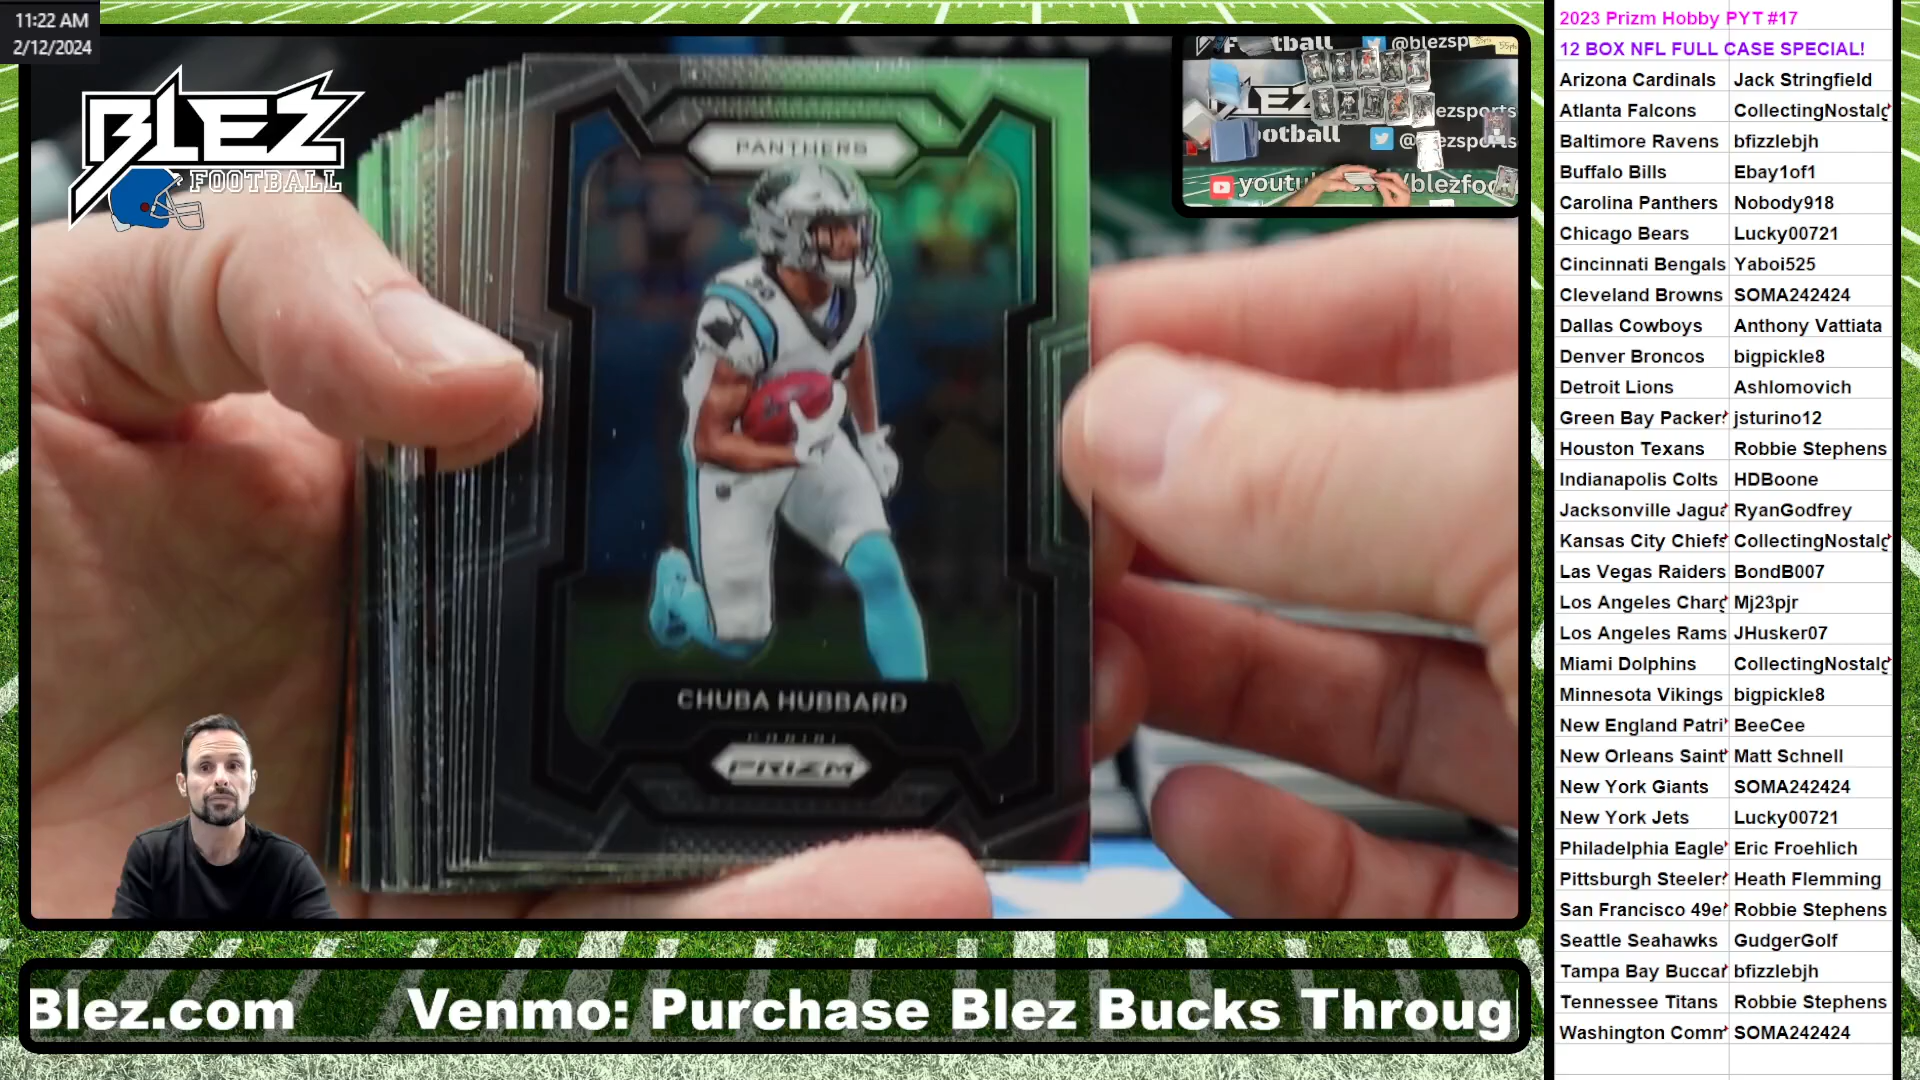 11:22 AM
2/12/2024
BLEZ
FOOTBALL
PANTHERS
CHUBA HUBBARD
PANINI
PRIZM
@blezsp
BLEZ
blezsports
ootball
@blezsports
youtu
/blezfoo
Blez.com Venmo: Purchase Blez Bucks Throug
2023 Prizm Hobby PYT #17
12 BOX NFL FULL CASE SPECIAL!
Arizona Cardinals Jack Stringfield
Atlanta Falcons CollectingNostalg
Baltimore Ravens bfizzlebjh
Buffalo Bills Ebay1of1
Carolina Panthers Nobody918
Chicago Bears Lucky00721
Cincinnati Bengals Yaboi525
Cleveland Browns SOMA242424
Dallas Cowboys Anthony Vattiata
Denver Broncos bigpickle8
Detroit Lions Ashlomovich
Green Bay Packer jsturino12
Houston Texans Robbie Stephens
Indianapolis Colts HDBoone
Jacksonville Jagua RyanGodfrey
Kansas City Chiefs CollectingNostalg
Las Vegas Raiders BondB007
Los Angeles Charg Mj23pjr
Los Angeles Rams JHusker07
Miami Dolphins CollectingNostalg
Minnesota Vikings bigpickle8
New England Patri BeeCee
New Orleans Saint Matt Schnell
New York Giants SOMA242424
New York Jets Lucky00721
Philadelphia Eagle Eric Froehlich
Pittsburgh Steeler Heath Flemming
San Francisco 49e Robbie Stephens
Seattle Seahawks GudgerGolf
Tampa Bay Buccar bfizzlebjh
Tennessee Titans Robbie Stephens
Washington Comm SOMA242424